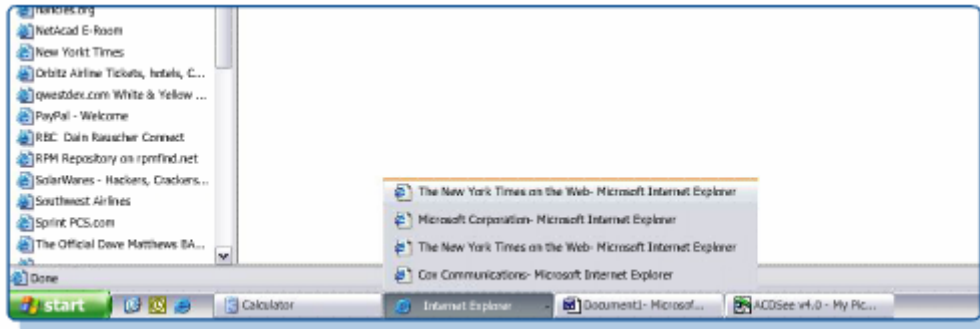 NetAcad E-Room
New Yorkt Times
Orbitz Airline Tickets, hotels, C...
qwestdex.com White & Yellow ...
PayPal - Welcome
RBC Dain Rauscher Connect
RPM Repository on rpmfind.net
SolarWares - Hackers, Crackers...
Southwest Airlines
Sprint PCS.com
The Official Dave Matthews BA...
The New York Times on the Web- Microsoft Internet Explorer
Microsoft Corporation- Microsoft Internet Explorer
The New York Times on the Web- Microsoft Internet Explorer
Cox Communications- Microsoft Internet Explorer
Done
start
Calculator
Internet Explorer
Document1- Microsof...
ACDSee v4.0 - My Pic...